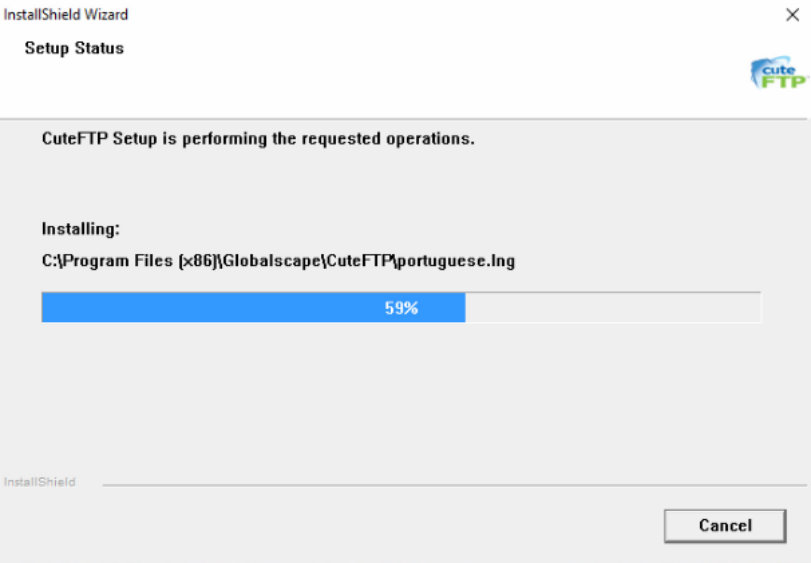 InstallShield Wizard
Setup Status
cute
FTP
CuteFTP Setup is performing the requested operations.
Installing:
C:\Program Files (x86)\Globalscape\CuteFTP\portuguese.lng
59%
InstallShield
Cancel